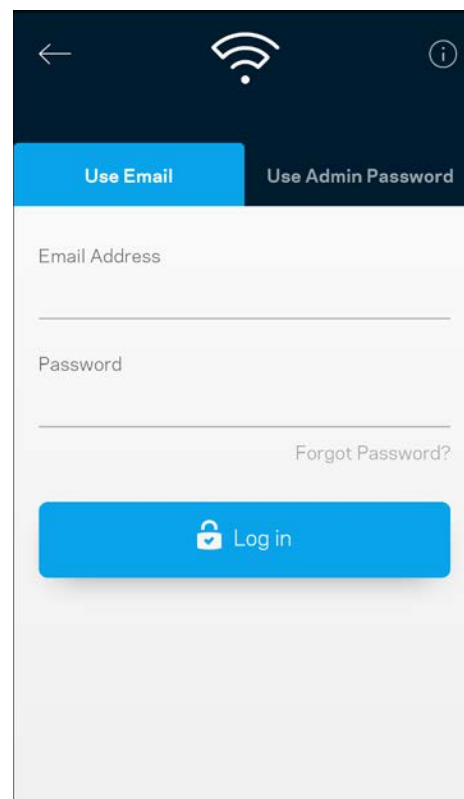 Use Email
Use Admin Password
Email Address
Password
Forgot Password?
Log in